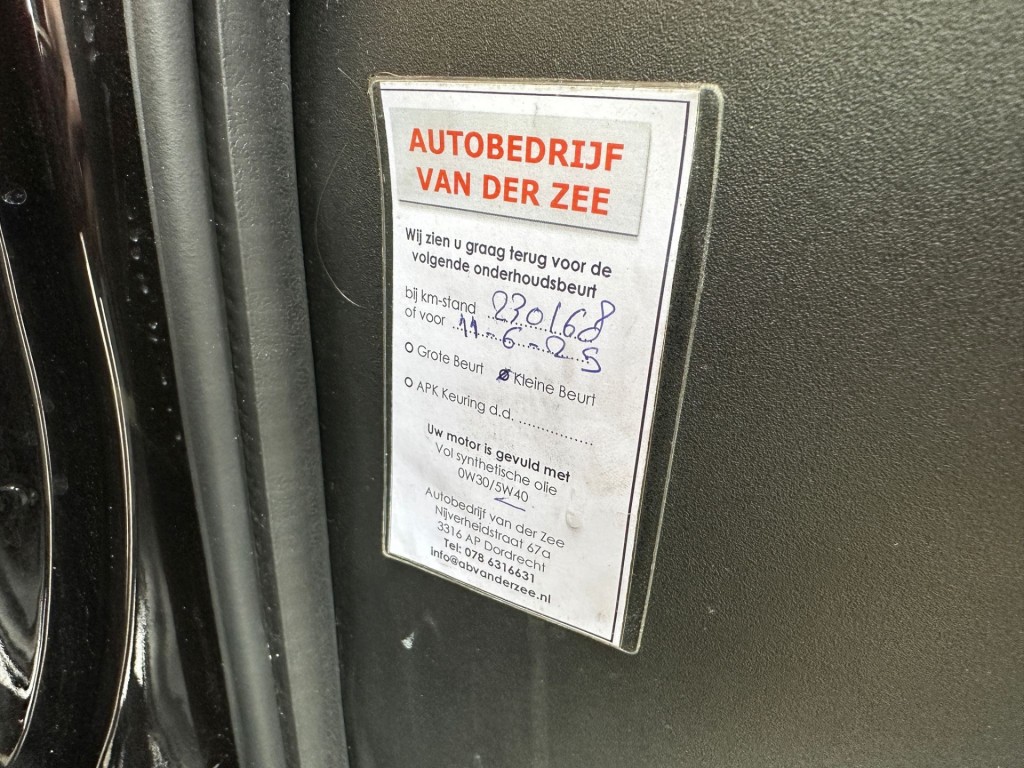 AUTOBEDRIJF
VAN DER ZEE
Wij zien u graag terug voor de
volgende onderhoudsbeurt
bij km-stand 230168
of voor 11-6-25
O Grote Beurt O Kleine Beurt
O APK Keuring d.d. ................
Uw motor is gevuld met
Vol synthetische olie
0W30/5W40
Autobedrijf van der Zee
Nijverheidstraat 67a
3316 AP Dordrecht
Tel: 078 6316631
info@abvanderzee.nl